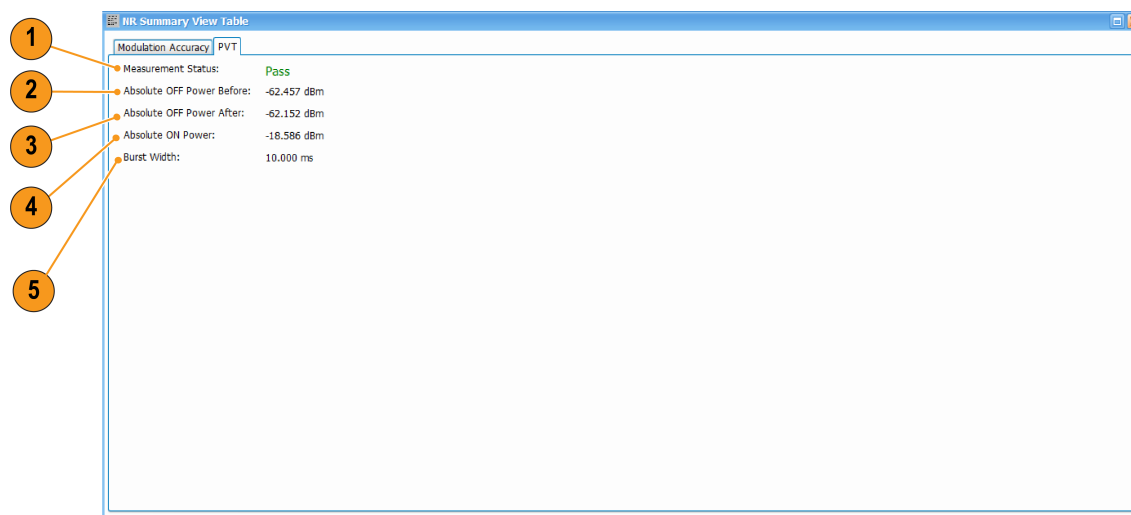 NR Summary View Table
Modulation Accuracy PVT
1
Measurement Status: Pass
2
Absolute OFF Power Before: -62.457 dBm
3
Absolute OFF Power After: -62.152 dBm
4
Absolute ON Power: -18.586 dBm
5
Burst Width: 10.000 ms